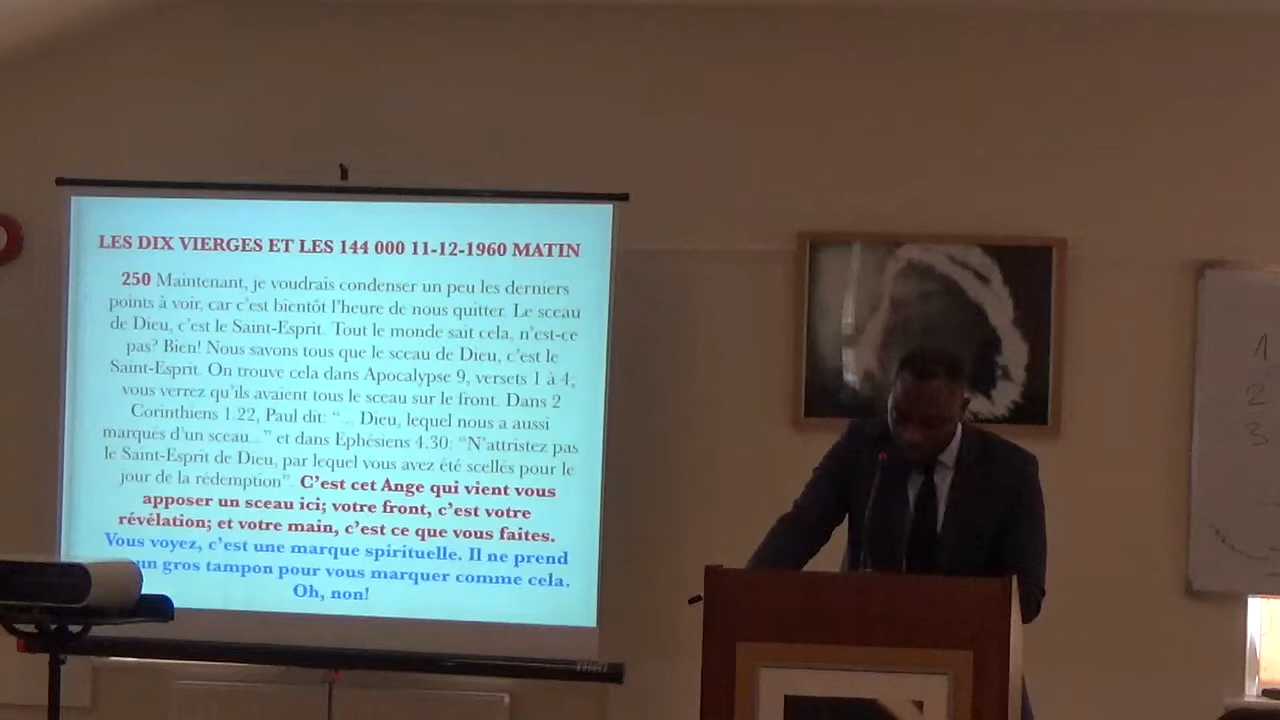 LES DIX VIERGES ET LES 144 000 11-12-1960 MATIN
250 Maintenant, je voudrais condenser un peu les derniers
points à voir, car c'est bientôt l'heure de nous quitter. Le sceau
de Dieu, c'est le Saint-Esprit. Tout le monde sait cela, n'est-ce
pas? Bien! Nous savons tous que le sceau de Dieu, c'est le
Saint-Esprit. On trouve cela dans Apocalypse 9, versets 1 à 4;
vous verrez qu'ils avaient tous le sceau sur le front. Dans 2
Corinthiens 1.22, Paul dit: “... Dieu, lequel nous a aussi
marqués d'un sceau...” et dans Ephésiens 4.30: “N'attristez pas
le Saint-Esprit de Dieu, par lequel vous avez été scellés pour le
jour de la rédemption”. C'est cet Ange qui vient vous
apposer un sceau ici; votre front, c'est votre
révélation; et votre main, c'est ce que vous faites.
Vous voyez, c'est une marque spirituelle. Il ne prend
un gros tampon pour vous marquer comme cela.
Oh, non!
1
2
3